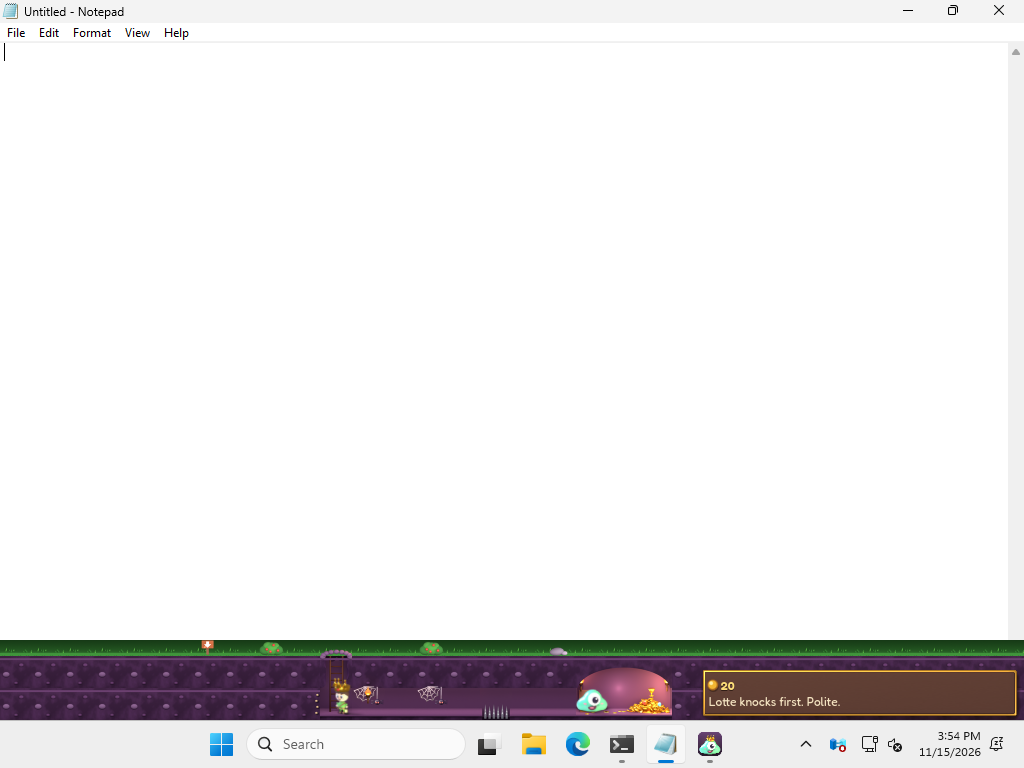 Untitled - Notepad
File Edit Format View Help
20
Lotte knocks first. Polite.
Search
3:54 PM
11/15/2026